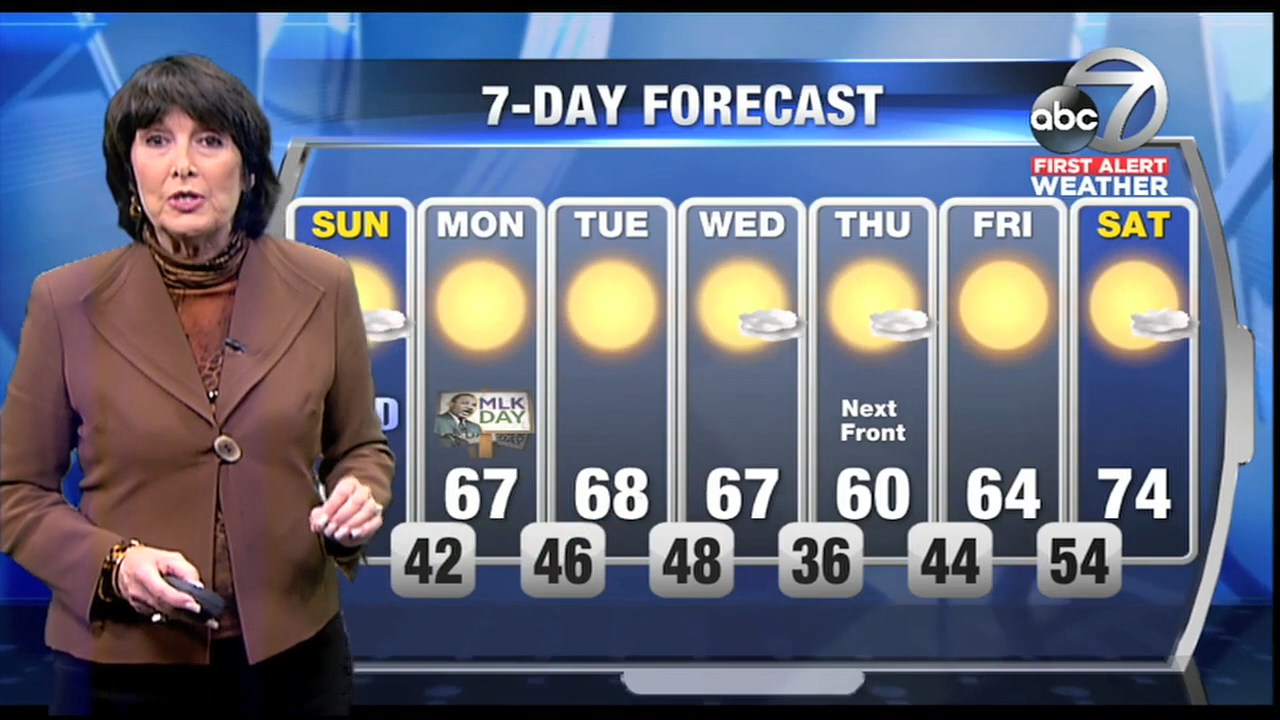 7-DAY FORECAST
abc 7
FIRST ALERT
WEATHER
SUN MON TUE WED THU FRI SAT
MLK
DAY
Next
Front
67 68 67 60 64 74
42 46 48 36 44 54